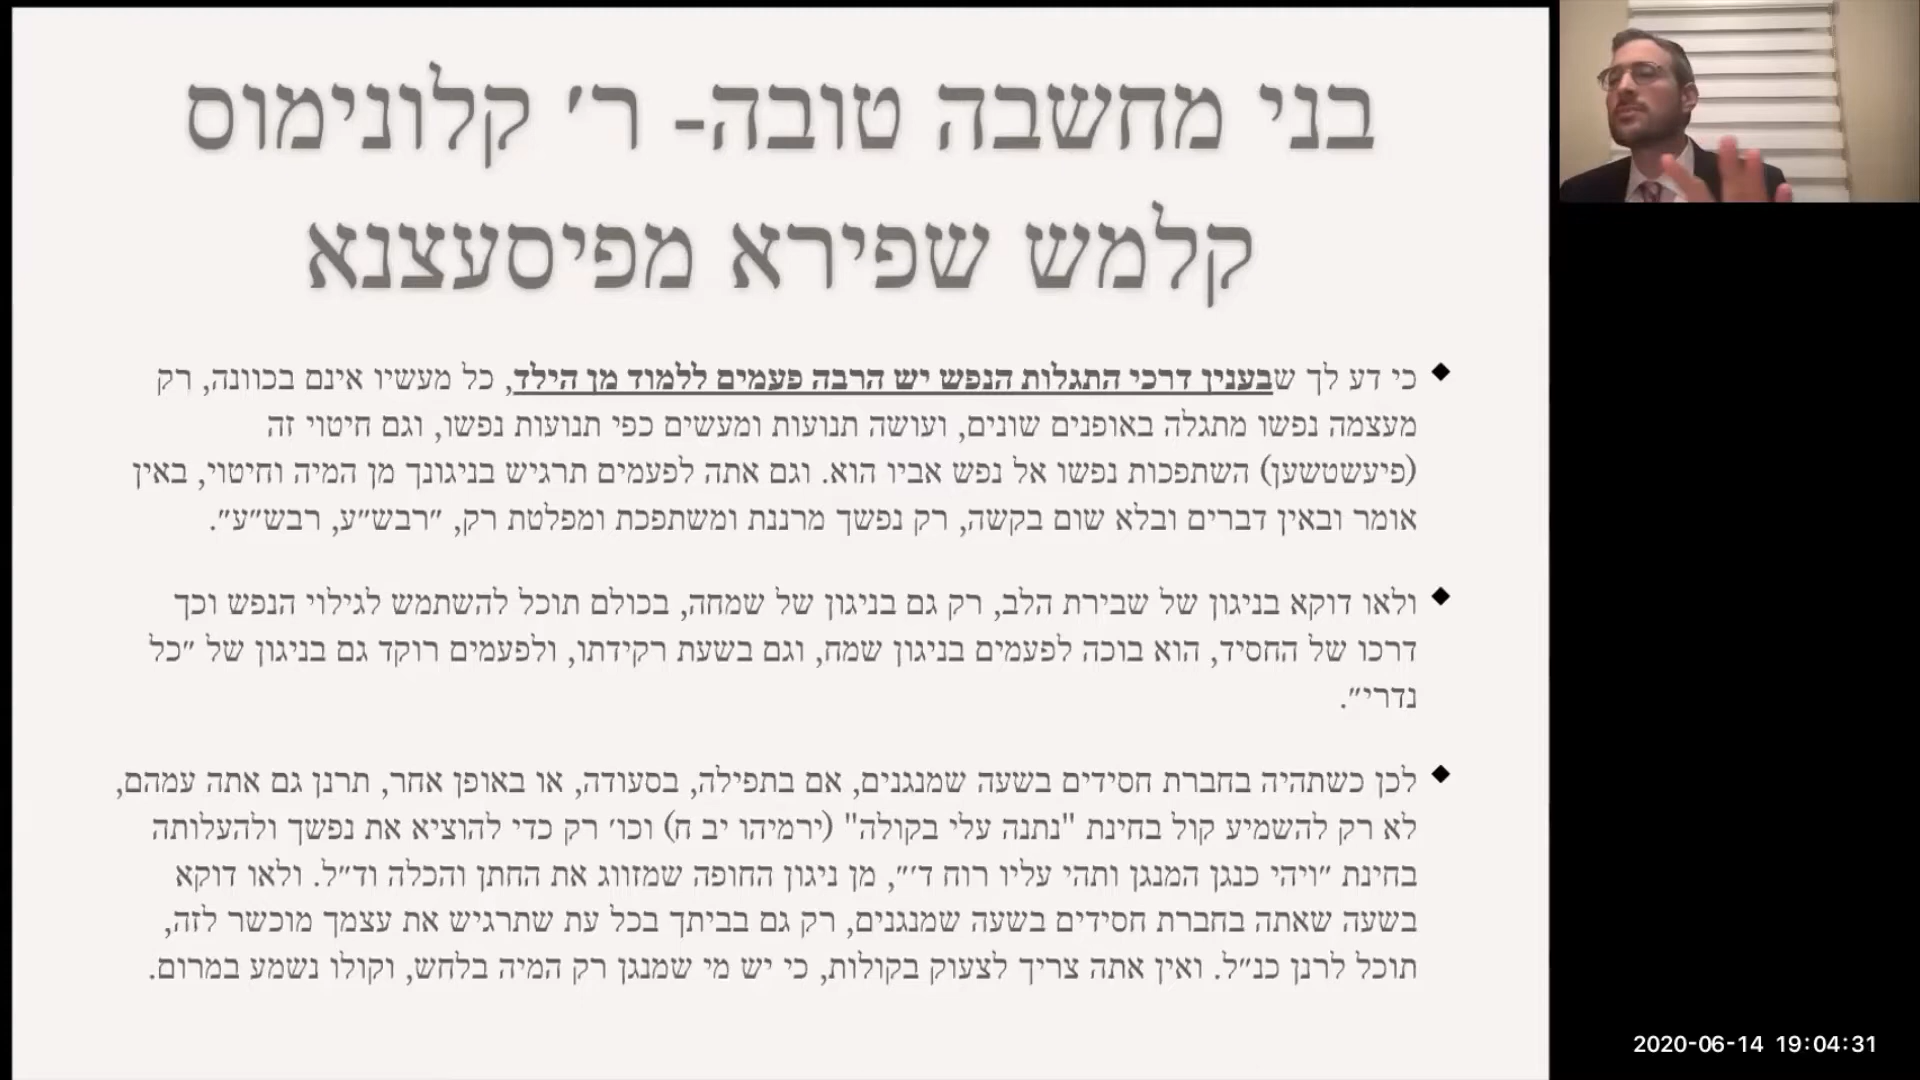 בני מחשבה טובה- ר׳ קלונימוס
קלמש שפירא מפיסעצנא
◆ כי דע לך שבענין דרכי התגלות הנפש יש הרבה פעמים ללמוד מן הילד, כל מעשיו אינם בכוונה, רק
מעצמה נפשו מתגלה באופנים שונים, ועושה תנועות ומעשים כפי תנועות נפשו, וגם חיטוי זה
(פיעשטשען) השתפכות נפשו אל נפש אביו הוא. וגם אתה לפעמים תרגיש בניגונך מן המיה וחיטוי, באין
אומר ובאין דברים ובלא שום בקשה, רק נפשך מרננת ומשתפכת ומפלטת רק, ״רבש״ע, רבש״ע״.
◆ ולאו דוקא בניגון של שבירת הלב, רק גם בניגון של שמחה, בכולם תוכל להשתמש לגילוי הנפש וכך
דרכו של החסיד, הוא בוכה לפעמים בניגון שמח, וגם בשעת רקידתו, ולפעמים רוקד גם בניגון של ״כל
נדרי״.
◆ לכן כשתהיה בחברת חסידים בשעה שמנגנים, אם בתפילה, בסעודה, או באופן אחר, תרנן גם אתה עמהם,
לא רק להשמיע קול בחינת "נתנה עלי בקולה" (ירמיהו יב ח) וכו׳ רק כדי להוציא את נפשך ולהעלותה
בחינת ״ויהי כנגן המנגן ותהי עליו רוח ד׳״, מן ניגון החופה שמזווג את החתן והכלה וד״ל. ולאו דוקא
בשעה שאתה בחברת חסידים בשעה שמנגנים, רק גם בביתך בכל עת שתרגיש את עצמך מוכשר לזה,
תוכל לרנן כנ״ל. ואין אתה צריך לצעוק בקולות, כי יש מי שמנגן רק המיה בלחש, וקולו נשמע במרום.
2020-06-14 19:04:31